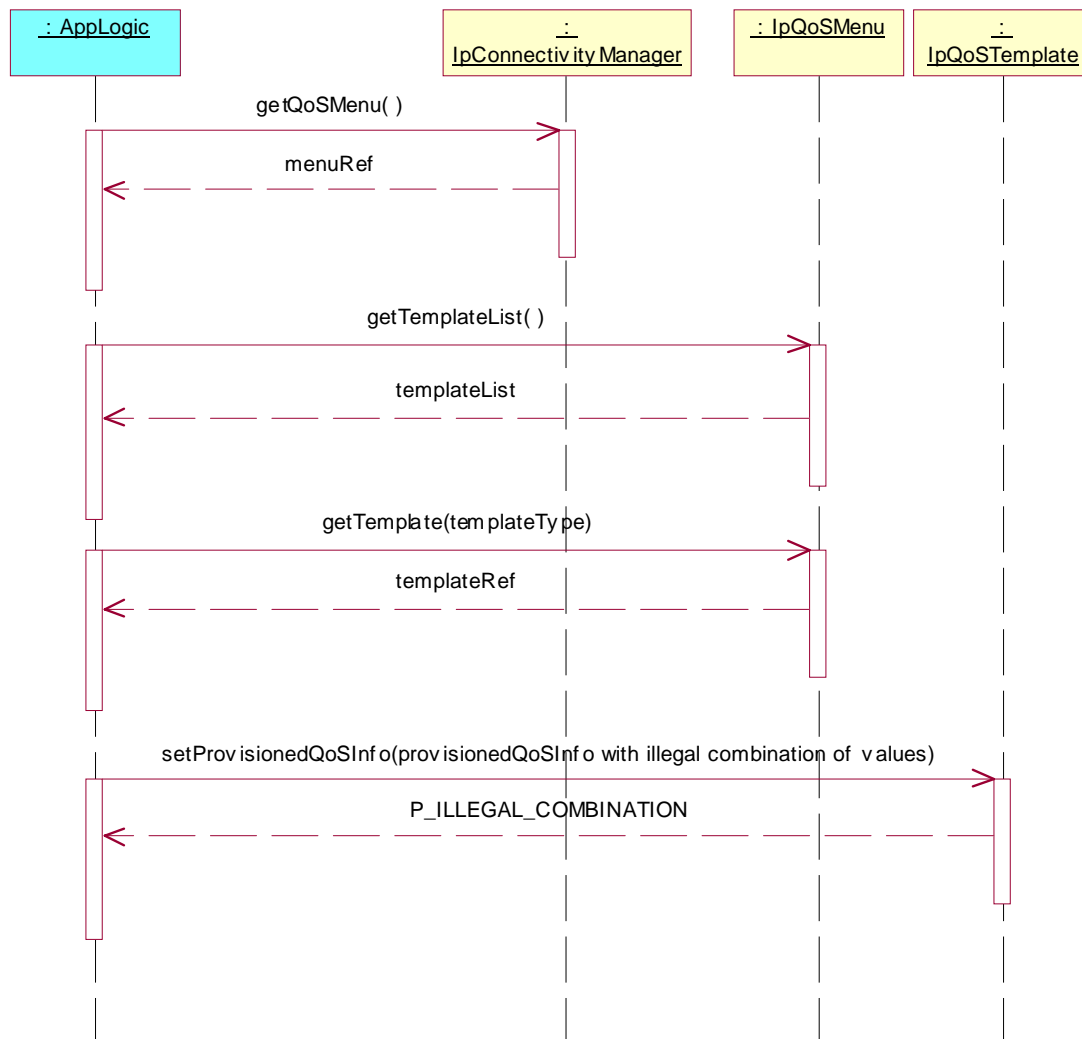 : AppLogic
:
IpConnectivityManager
: IpQoSMenu
:
IpQoSTemplate
getQoSMenu( )
menuRef
getTemplateList( )
templateList
getTemplate(templateType)
templateRef
setProvisionedQoSInfo(provisionedQoSInfo with illegal combination of values)
P_ILLEGAL_COMBINATION